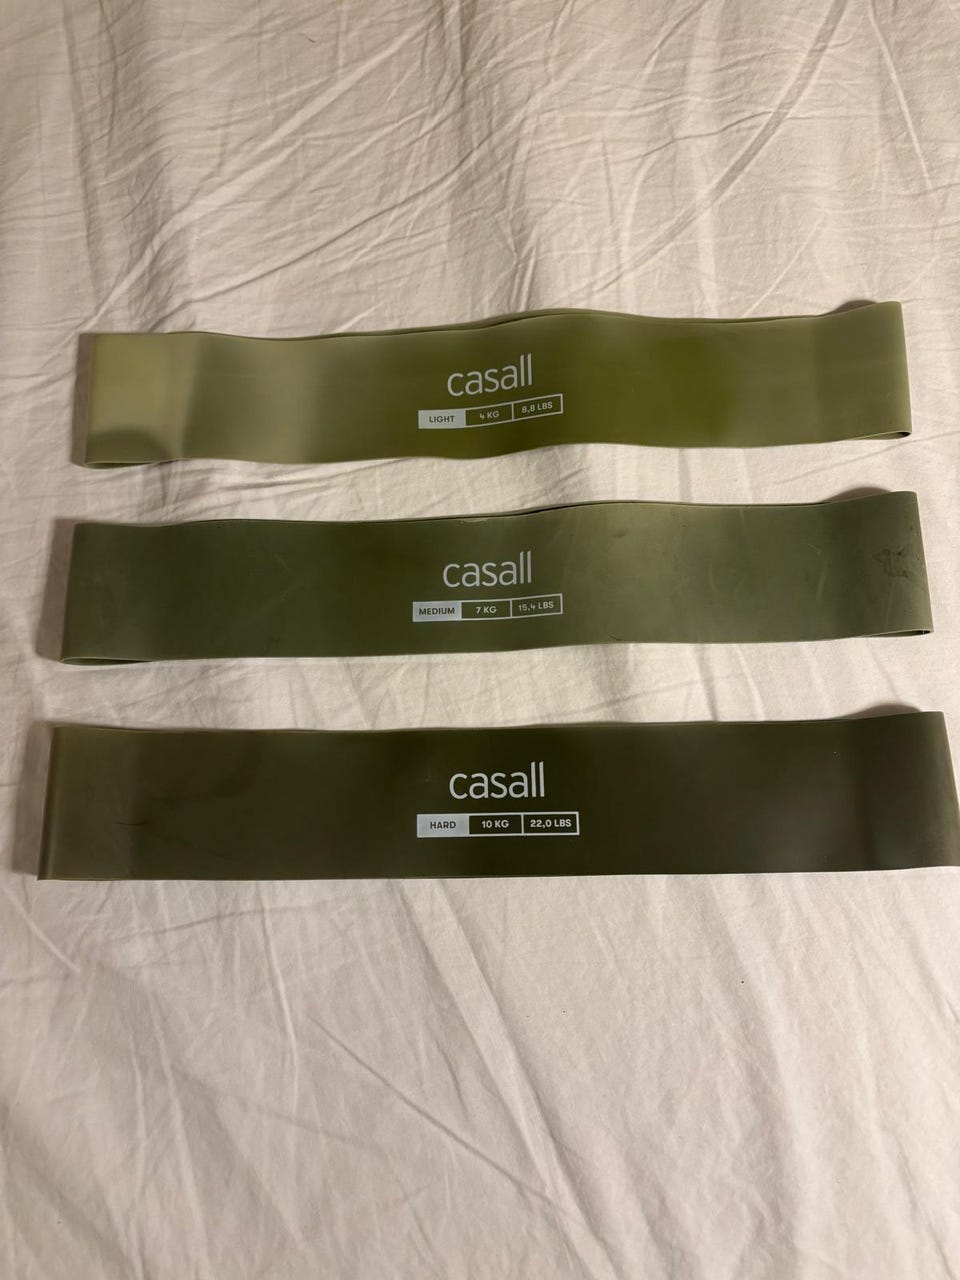 casall
LIGHT 4 KG 8,8 LBS
casall
MEDIUM 7 KG 15,4 LBS
casall
HARD 10 KG 22,0 LBS